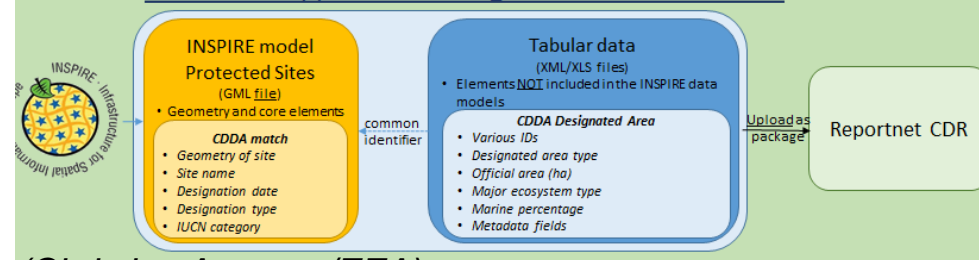 INSPIRE · Infrastructure for Spatial Informat
INSPIRE model
Protected Sites
(GML file)
• Geometry and core elements
CDDA match
• Geometry of site
• Site name
• Designation date
• Designation type
• IUCN category
common
identifier
Tabular data
(XML/XLS files)
• Elements NOT included in the INSPIRE data
models
CDDA Designated Area
• Various IDs
• Designated area type
• Official area (ha)
• Major ecosystem type
• Marine percentage
• Metadata fields
Upload as
package
Reportnet CDR